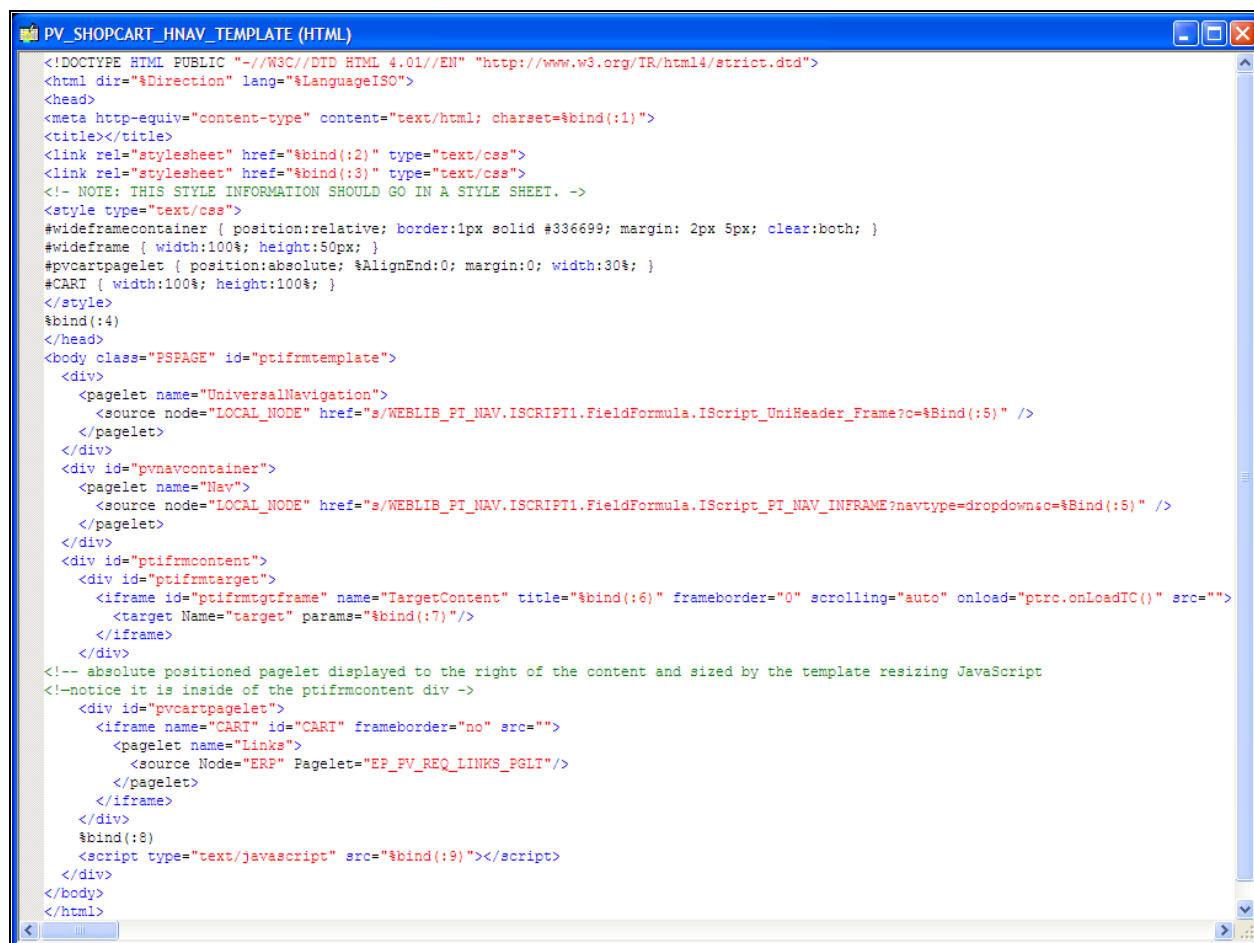 PV_SHOPCART_HNAV_TEMPLATE (HTML)
<!DOCTYPE HTML PUBLIC "-//W3C//DTD HTML 4.01//EN" "http://www.w3.org/TR/html4/strict.dtd">
<html dir="%Direction" lang="%LanguageISO">
<head>
<meta http-equiv="content-type" content="text/html; charset=%bind(:1)">
<title></title>
<link rel="stylesheet" href="%bind(:2)" type="text/css">
<link rel="stylesheet" href="%bind(:3)" type="text/css">
<!- NOTE: THIS STYLE INFORMATION SHOULD GO IN A STYLE SHEET. ->
<style type="text/css">
#wideframecontainer { position:relative; border:1px solid #336699; margin: 2px 5px; clear:both; }
#wideframe { width:100%; height:50px; }
#pvcartpagelet { position:absolute; %AlignEnd:0; margin:0; width:30%; }
#CART { width:100%; height:100%; }
</style>
%bind(:4)
</head>
<body class="PSPAGE" id="ptifrmtemplate">
<div>
<pagelet name="UniversalNavigation">
<source node="LOCAL_NODE" href="s/WEBLIB_PT_NAV.ISCRIPT1.FieldFormula.IScript_UniHeader_Frame?c=%Bind(:5)" />
</pagelet>
</div>
<div id="pvnavcontainer">
<pagelet name="Nav">
<source node="LOCAL_NODE" href="s/WEBLIB_PT_NAV.ISCRIPT1.FieldFormula.IScript_PT_NAV_INFRAME?navtype=dropdown&c=%Bind(:5)" />
</pagelet>
</div>
<div id="ptifrmcontent">
<div id="ptifrmtarget">
<iframe id="ptifrmtgtframe" name="TargetContent" title="%bind(:6)" frameborder="0" scrolling="auto" onload="ptrc.onLoadTC()" src="">
<target Name="target" params="%bind(:7)"/>
</iframe>
</div>
<!-- absolute positioned pagelet displayed to the right of the content and sized by the template resizing JavaScript
<!—notice it is inside of the ptifrmcontent div ->
<div id="pvcartpagelet">
<iframe name="CART" id="CART" frameborder="no" src="">
<pagelet name="Links">
<source Node="ERP" Pagelet="EP_PV_REQ_LINKS_PGLT"/>
</pagelet>
</iframe>
</div>
%bind(:8)
<script type="text/javascript" src="%bind(:9)"></script>
</div>
</body>
</html>